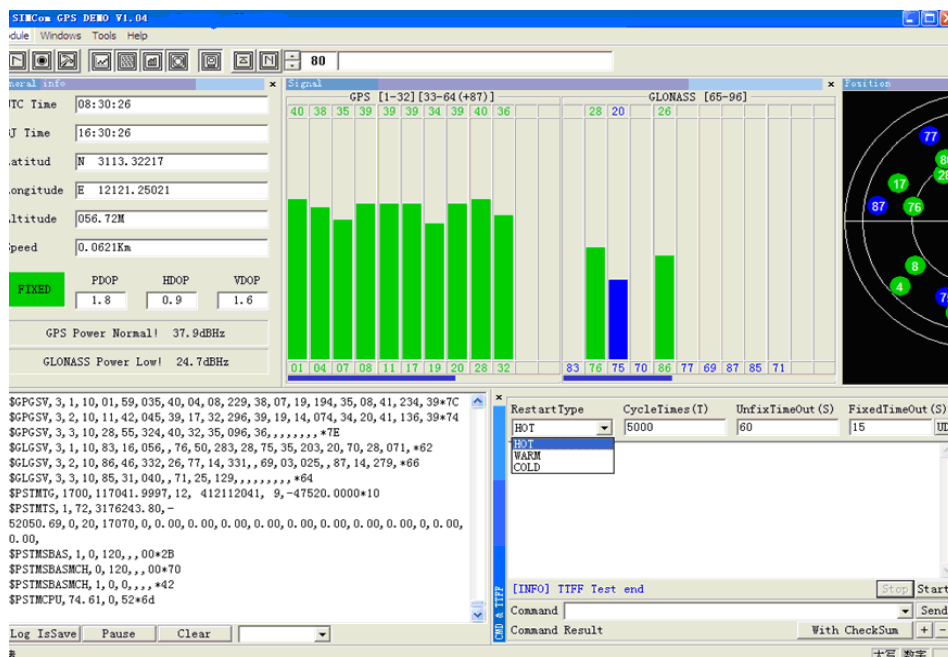 SIMCom GPS DEMO V1.04
odule Windows Tools Help
80
neral info
Signal
Position
TC Time 08:30:26
J Time 16:30:26
atitud N 3113.32217
ongitude E 12121.25021
ltitude 056.72M
peed 0.0621Km
FIXED
PDOP HDOP VDOP
1.8 0.9 1.6
GPS Power Normal! 37.9dBHz
GLONASS Power Low! 24.7dBHz
GPS [1-32][33-64(+87)]
40 38 35 39 39 39 34 39 40 36
01 04 07 08 11 17 19 20 28 32
GLONASS [65-96]
28 20 26
83 76 75 70 86 77 69 87 85 71
77
28
17
87 76
8
4
$GPGSV,3,1,10,01,59,035,40,04,08,229,38,07,19,194,35,08,41,234,39*7C
$GPGSV,3,2,10,11,42,045,39,17,32,296,39,19,14,074,34,20,41,136,39*74
$GPGSV,3,3,10,28,55,324,40,32,35,096,36,,,,,,,,*7E
$GLGSV,3,1,10,83,16,056,,76,50,283,28,75,35,203,20,70,28,071,*62
$GLGSV,3,2,10,86,46,332,26,77,14,331,,69,03,025,,87,14,279,*66
$GLGSV,3,3,10,85,31,040,,71,25,129,,,,,,,,,*64
$PSTMTG,1700,117041.9997,12, 412112041, 9,-47520.0000*10
$PSTMTS,1,72,3176243.80,-
52050.69,0,20,17070,0,0.00,0.00,0.00,0.00,0.00,0.00,0.00,0.00,0,0.00,
0.00,
$PSTMSBAS,1,0,120,,,00*2B
$PSTMSBASMCH,0,120,,,00*70
$PSTMSBASMCH,1,0,0,,,,*42
$PSTMCPU,74.61,0,52*6d
Log IsSave Pause Clear
CMD & TTFF
RestartType CycleTimes(T) UnfixTimeOut(S) FixedTimeOut(S)
HOT 5000 60 15
HOT
WARM
COLD
[INFO] TTFF Test end
Stop Start
Command Send
Command Result With CheckSum + -
大写 数字